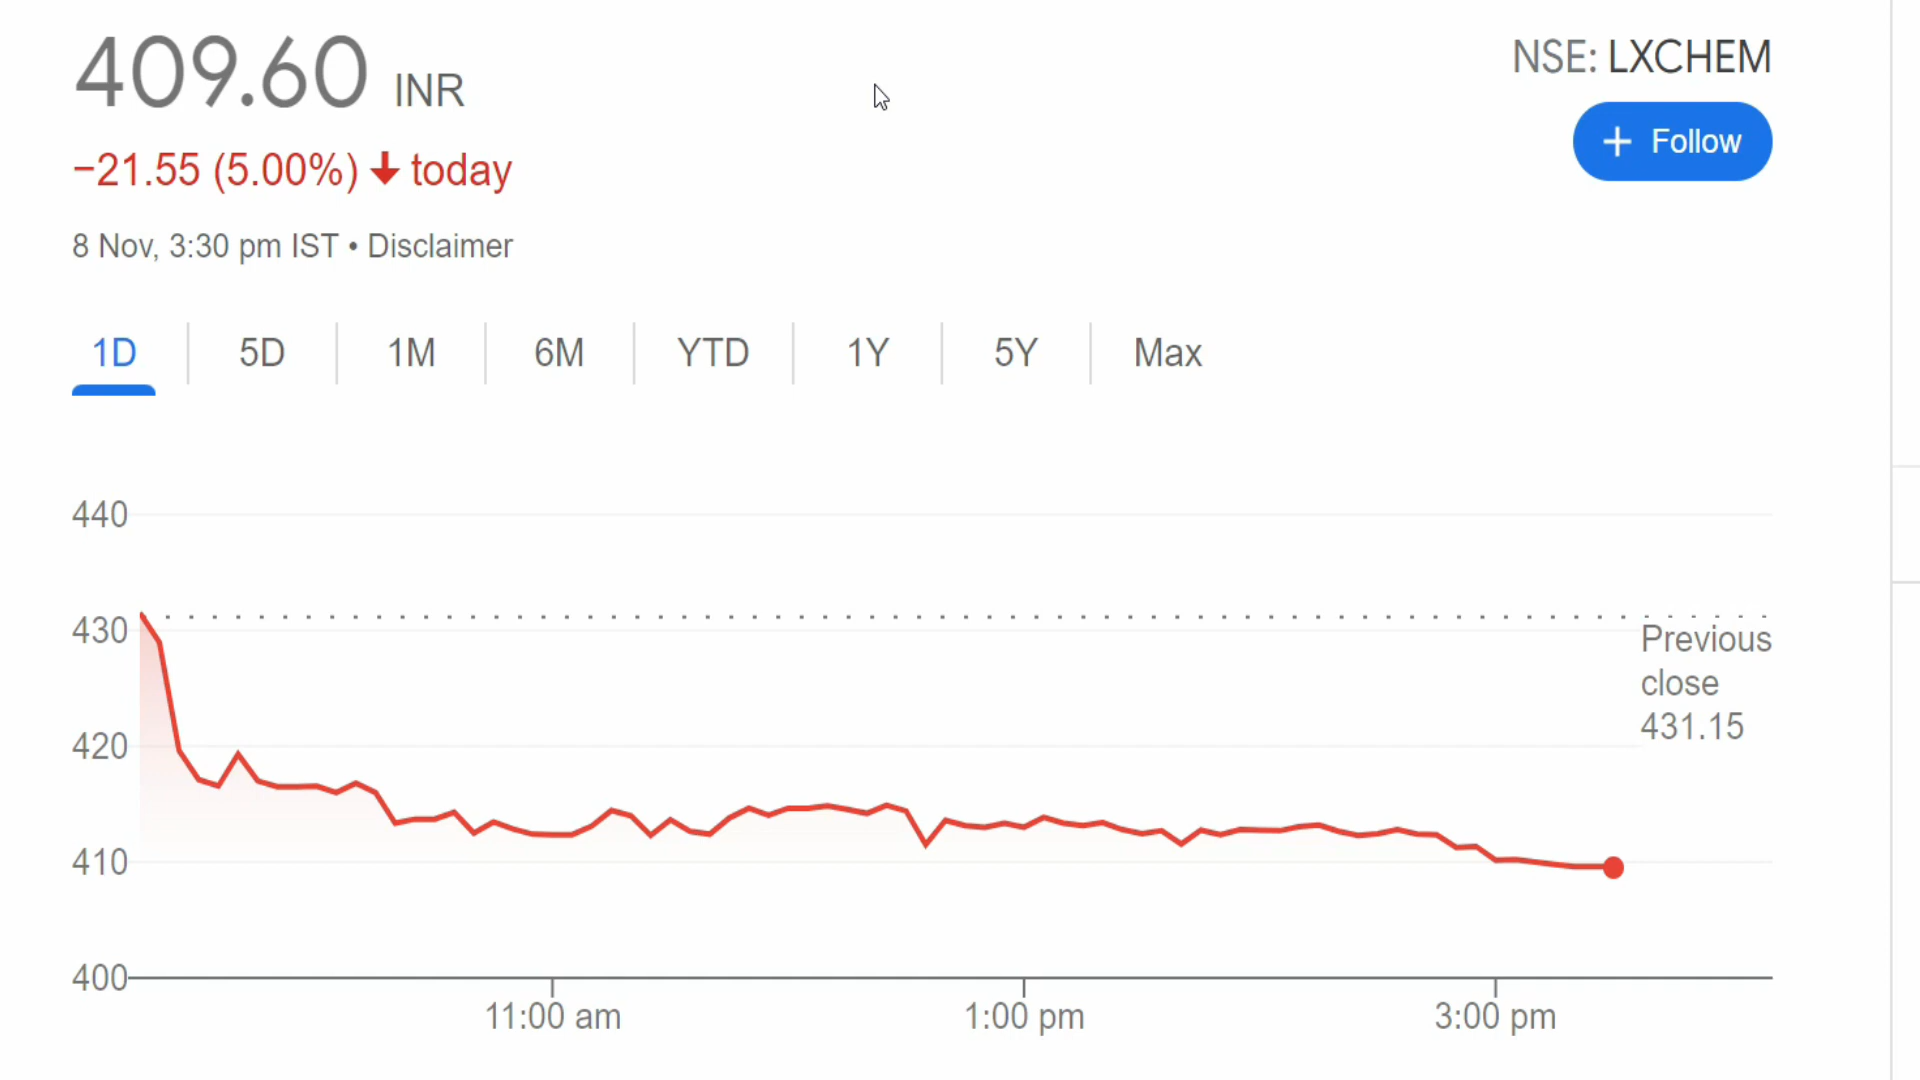 409.60 INR
NSE: LXCHEM
−21.55 (5.00%) ↓ today
+ Follow
8 Nov, 3:30 pm IST • Disclaimer
1D 5D 1M 6M YTD 1Y 5Y Max
440
430
Previous
close
431.15
420
410
400
11:00 am 1:00 pm 3:00 pm